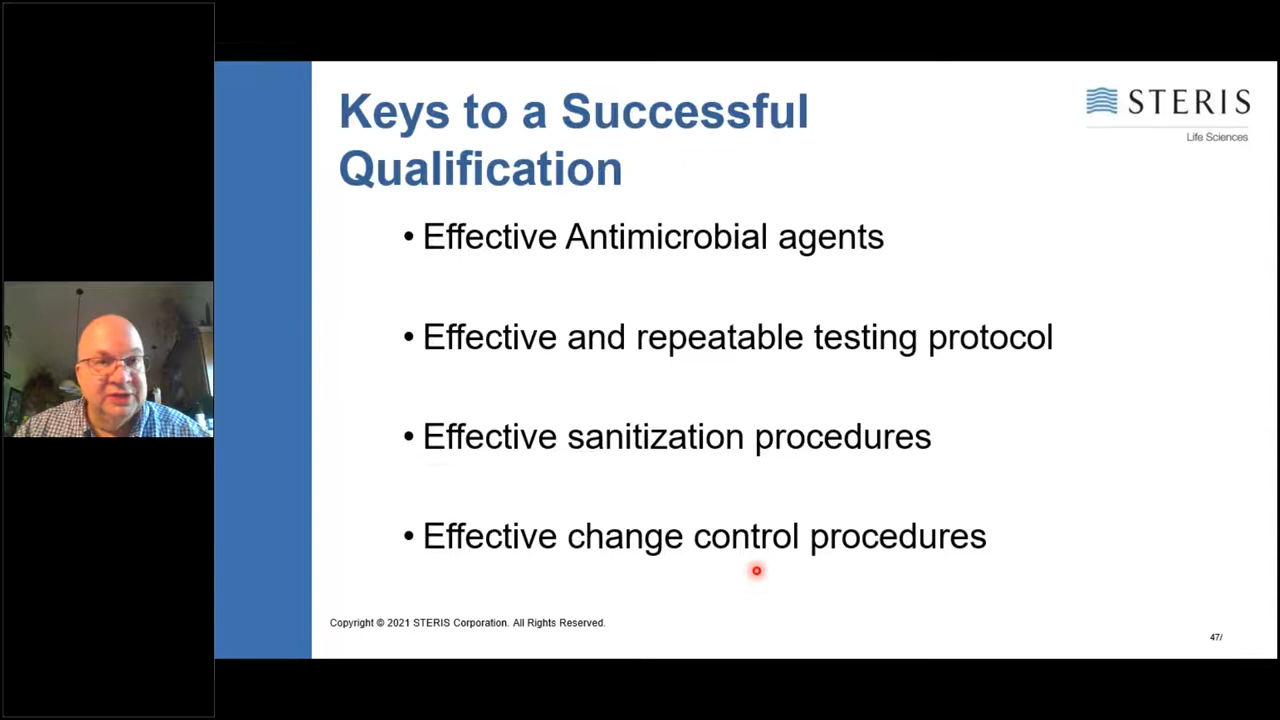 Keys to a Successful
Qualification
STERIS
Life Sciences
• Effective Antimicrobial agents
• Effective and repeatable testing protocol
• Effective sanitization procedures
• Effective change control procedures
Copyright © 2021 STERIS Corporation. All Rights Reserved.
47/